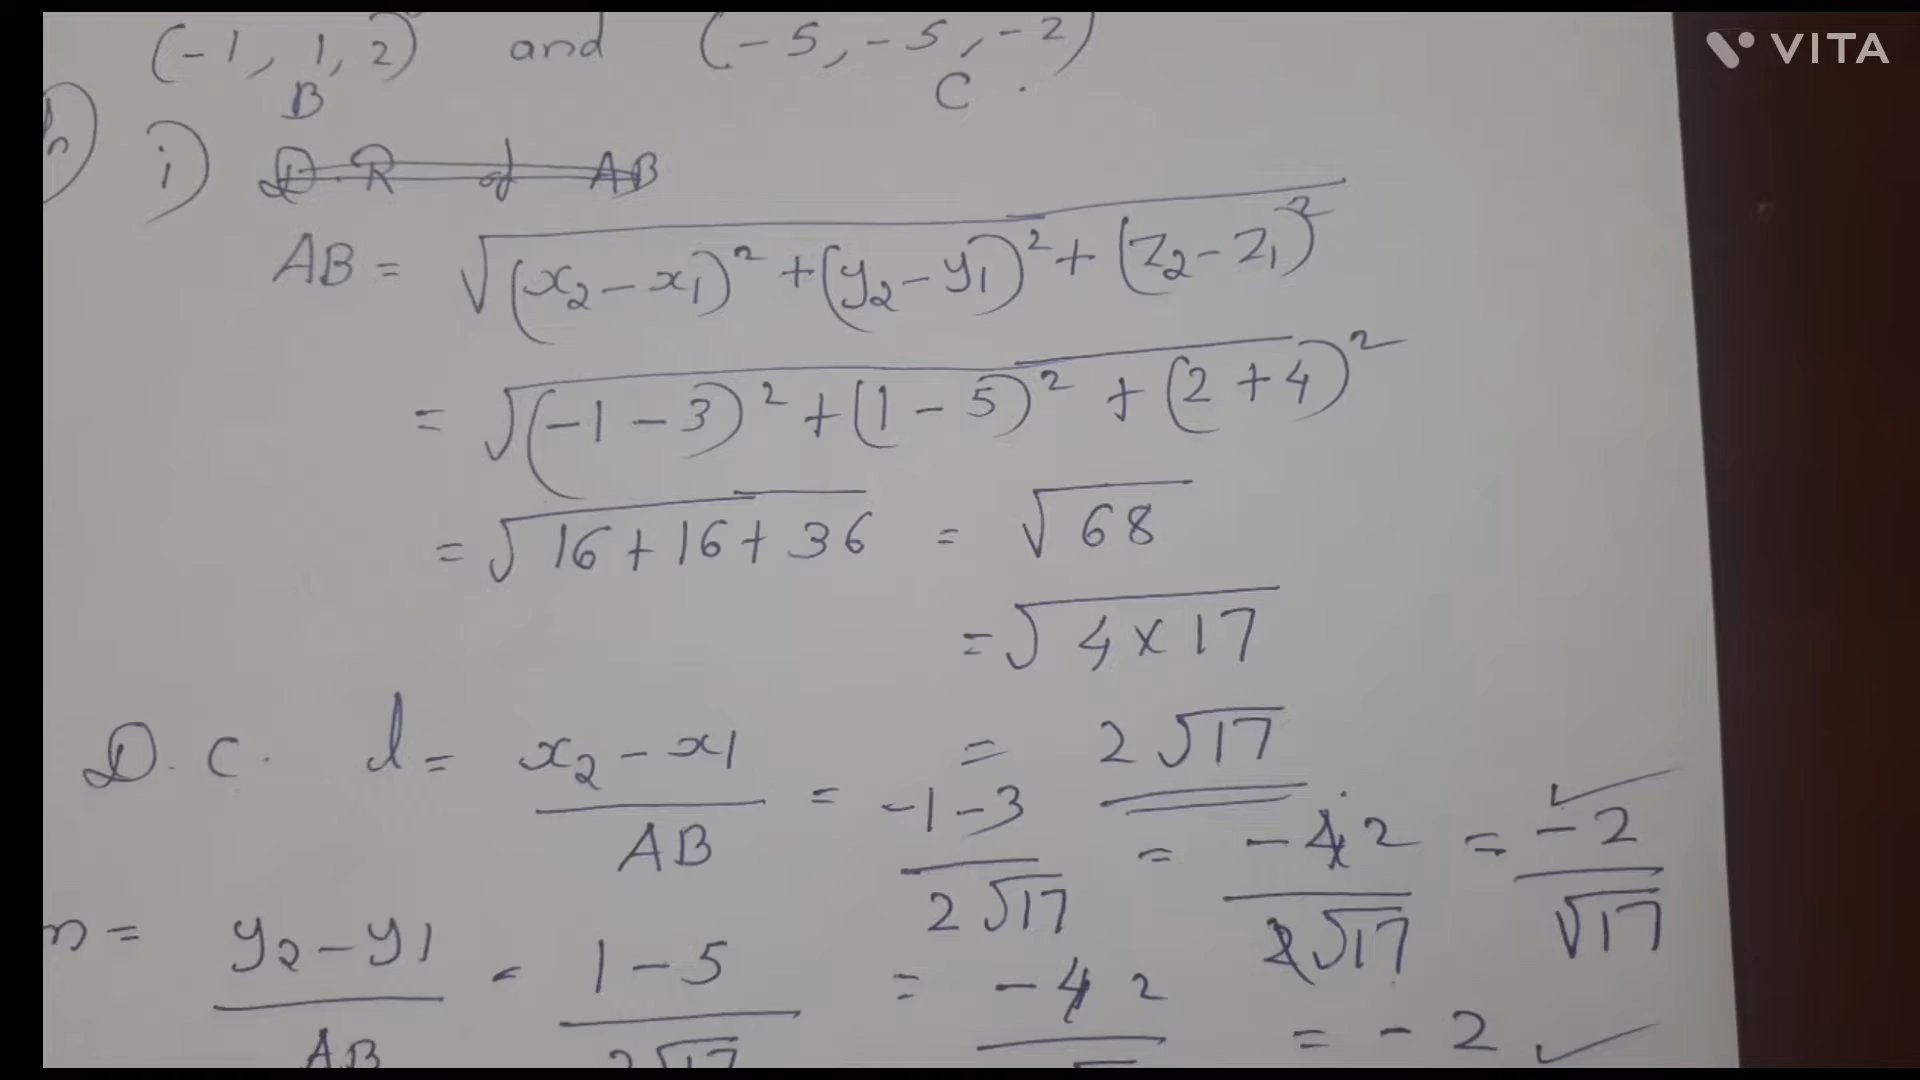 (-1, 1, 2) and (-5, -5, -2)
B C .
i) D.R of AB
AB = √((x₂ - x₁)² + (y₂ - y₁)² + (z₂ - z₁)²)
= √((-1 - 3)² + (1 - 5)² + (2 + 4)²)
= √(16 + 16 + 36) = √68
= √(4 × 17)
= 2√17
D.C. l = (x₂ - x₁)/AB = (-1 - 3)/(2√17) = -4 2/(2√17) = -2/√17 ✓
= (y₂ - y₁)/AB = (1 - 5)/(2√17) = -4 2 = -2 ✓
VITA